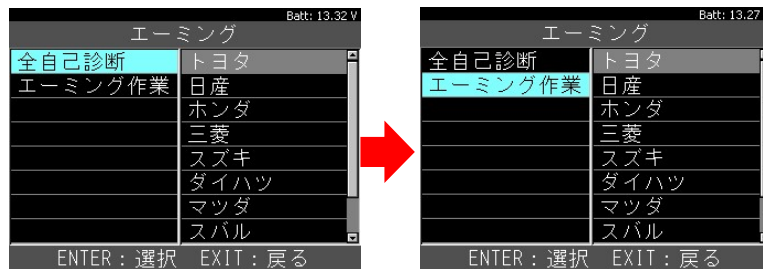 Batt: 13.32 V
エーミング
全自己診断 トヨタ
エーミング作業 日産
ホンダ
三菱
スズキ
ダイハツ
マツダ
スバル
ENTER：選択 EXIT：戻る
Batt: 13.27
エーミング
全自己診断 トヨタ
エーミング作業 日産
ホンダ
三菱
スズキ
ダイハツ
マツダ
スバル
ENTER：選択 EXIT：戻る